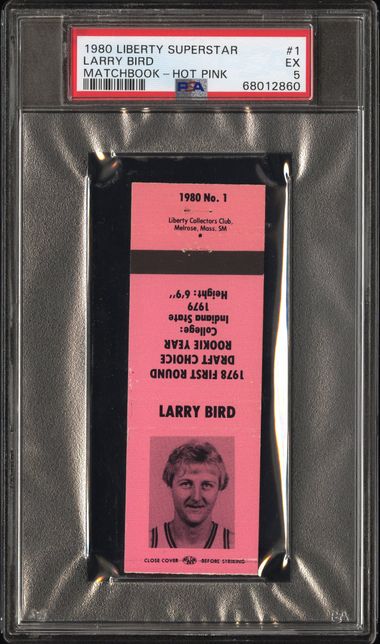 1980 LIBERTY SUPERSTAR #1
LARRY BIRD EX
MATCHBOOK - HOT PINK 5
PSA 68012860
1980 No. 1
Liberty Collectors Club,
Melrose, Mass. SM
1978 FIRST ROUND
DRAFT CHOICE
ROOKIE YEAR
College:
Indiana State
1979
Height: 6'9"
LARRY BIRD
CLOSE COVER BEFORE STRIKING